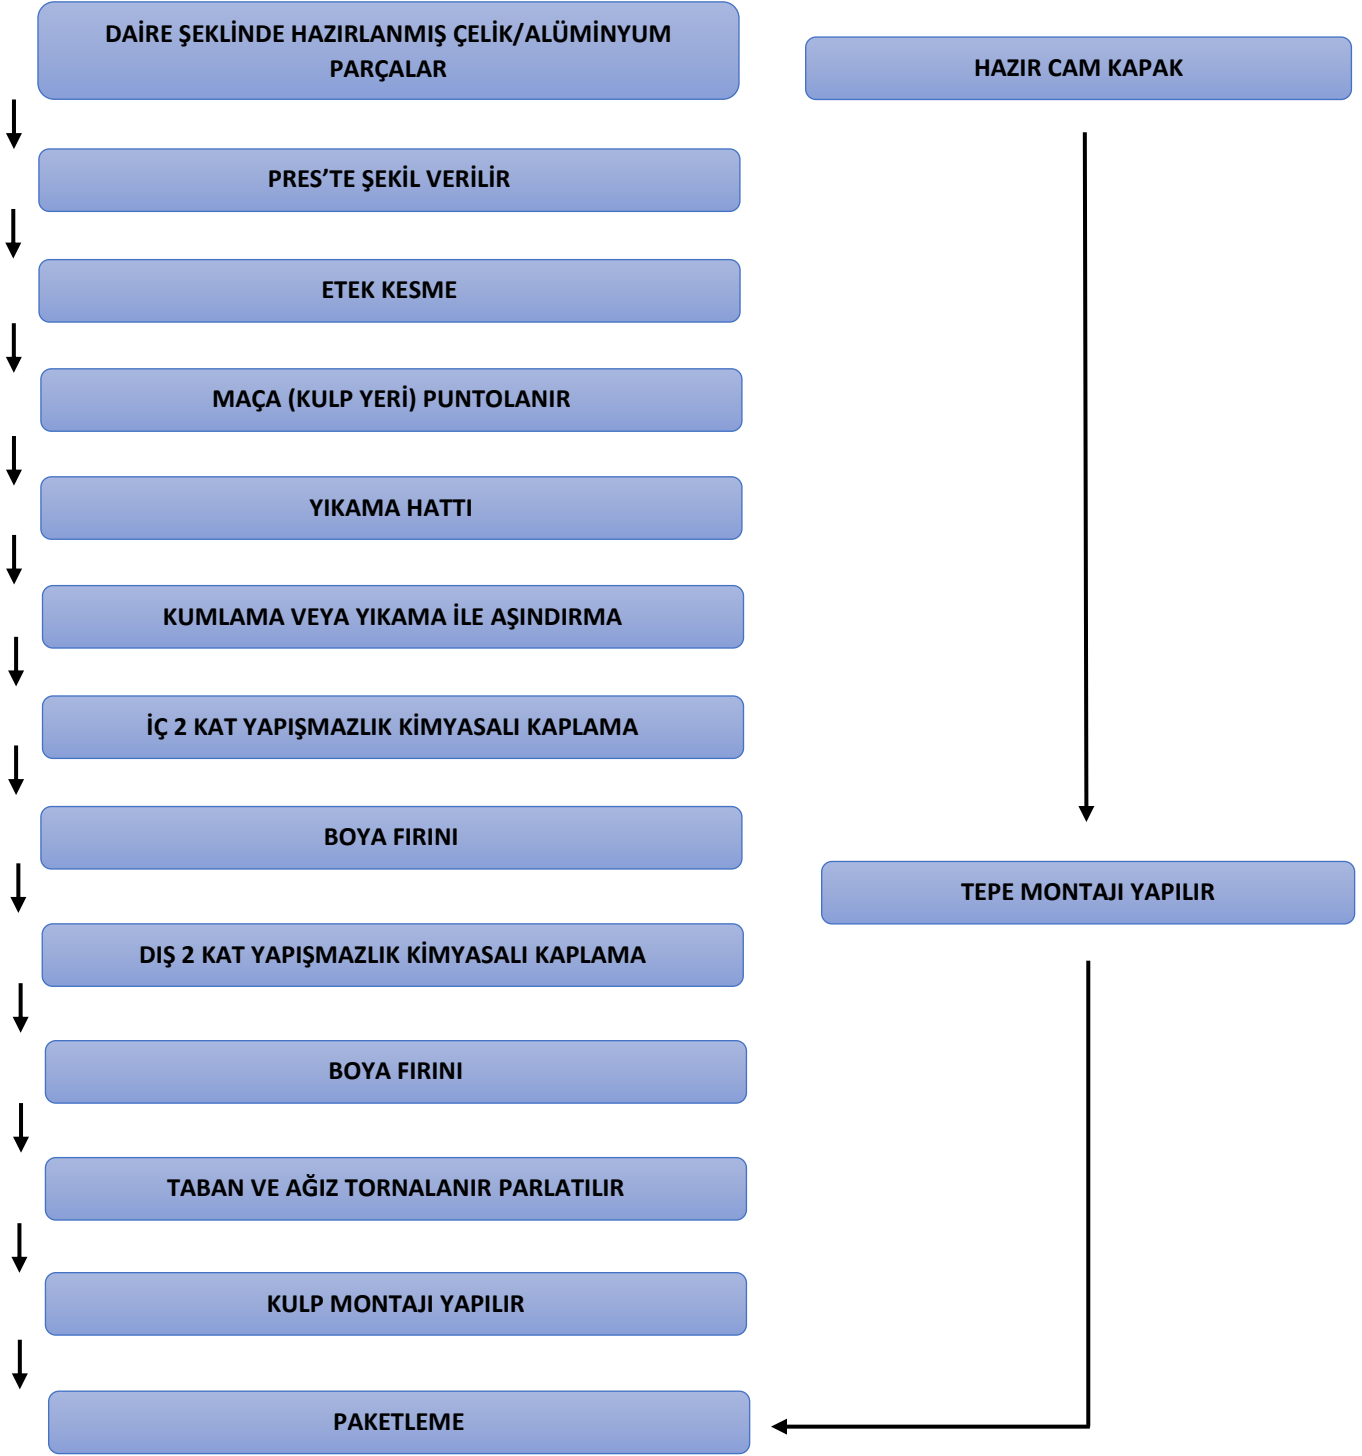 DAİRE ŞEKLİNDE HAZIRLANMIŞ ÇELİK/ALÜMİNYUM
PARÇALAR
HAZIR CAM KAPAK
PRES’TE ŞEKİL VERİLİR
ETEK KESME
MAÇA (KULP YERİ) PUNTOLANIR
YIKAMA HATTI
KUMLAMA VEYA YIKAMA İLE AŞINDIRMA
İÇ 2 KAT YAPIŞMAZLIK KİMYASALI KAPLAMA
BOYA FIRINI
TEPE MONTAJI YAPILIR
DIŞ 2 KAT YAPIŞMAZLIK KİMYASALI KAPLAMA
BOYA FIRINI
TABAN VE AĞIZ TORNALANIR PARLATILIR
KULP MONTAJI YAPILIR
PAKETLEME